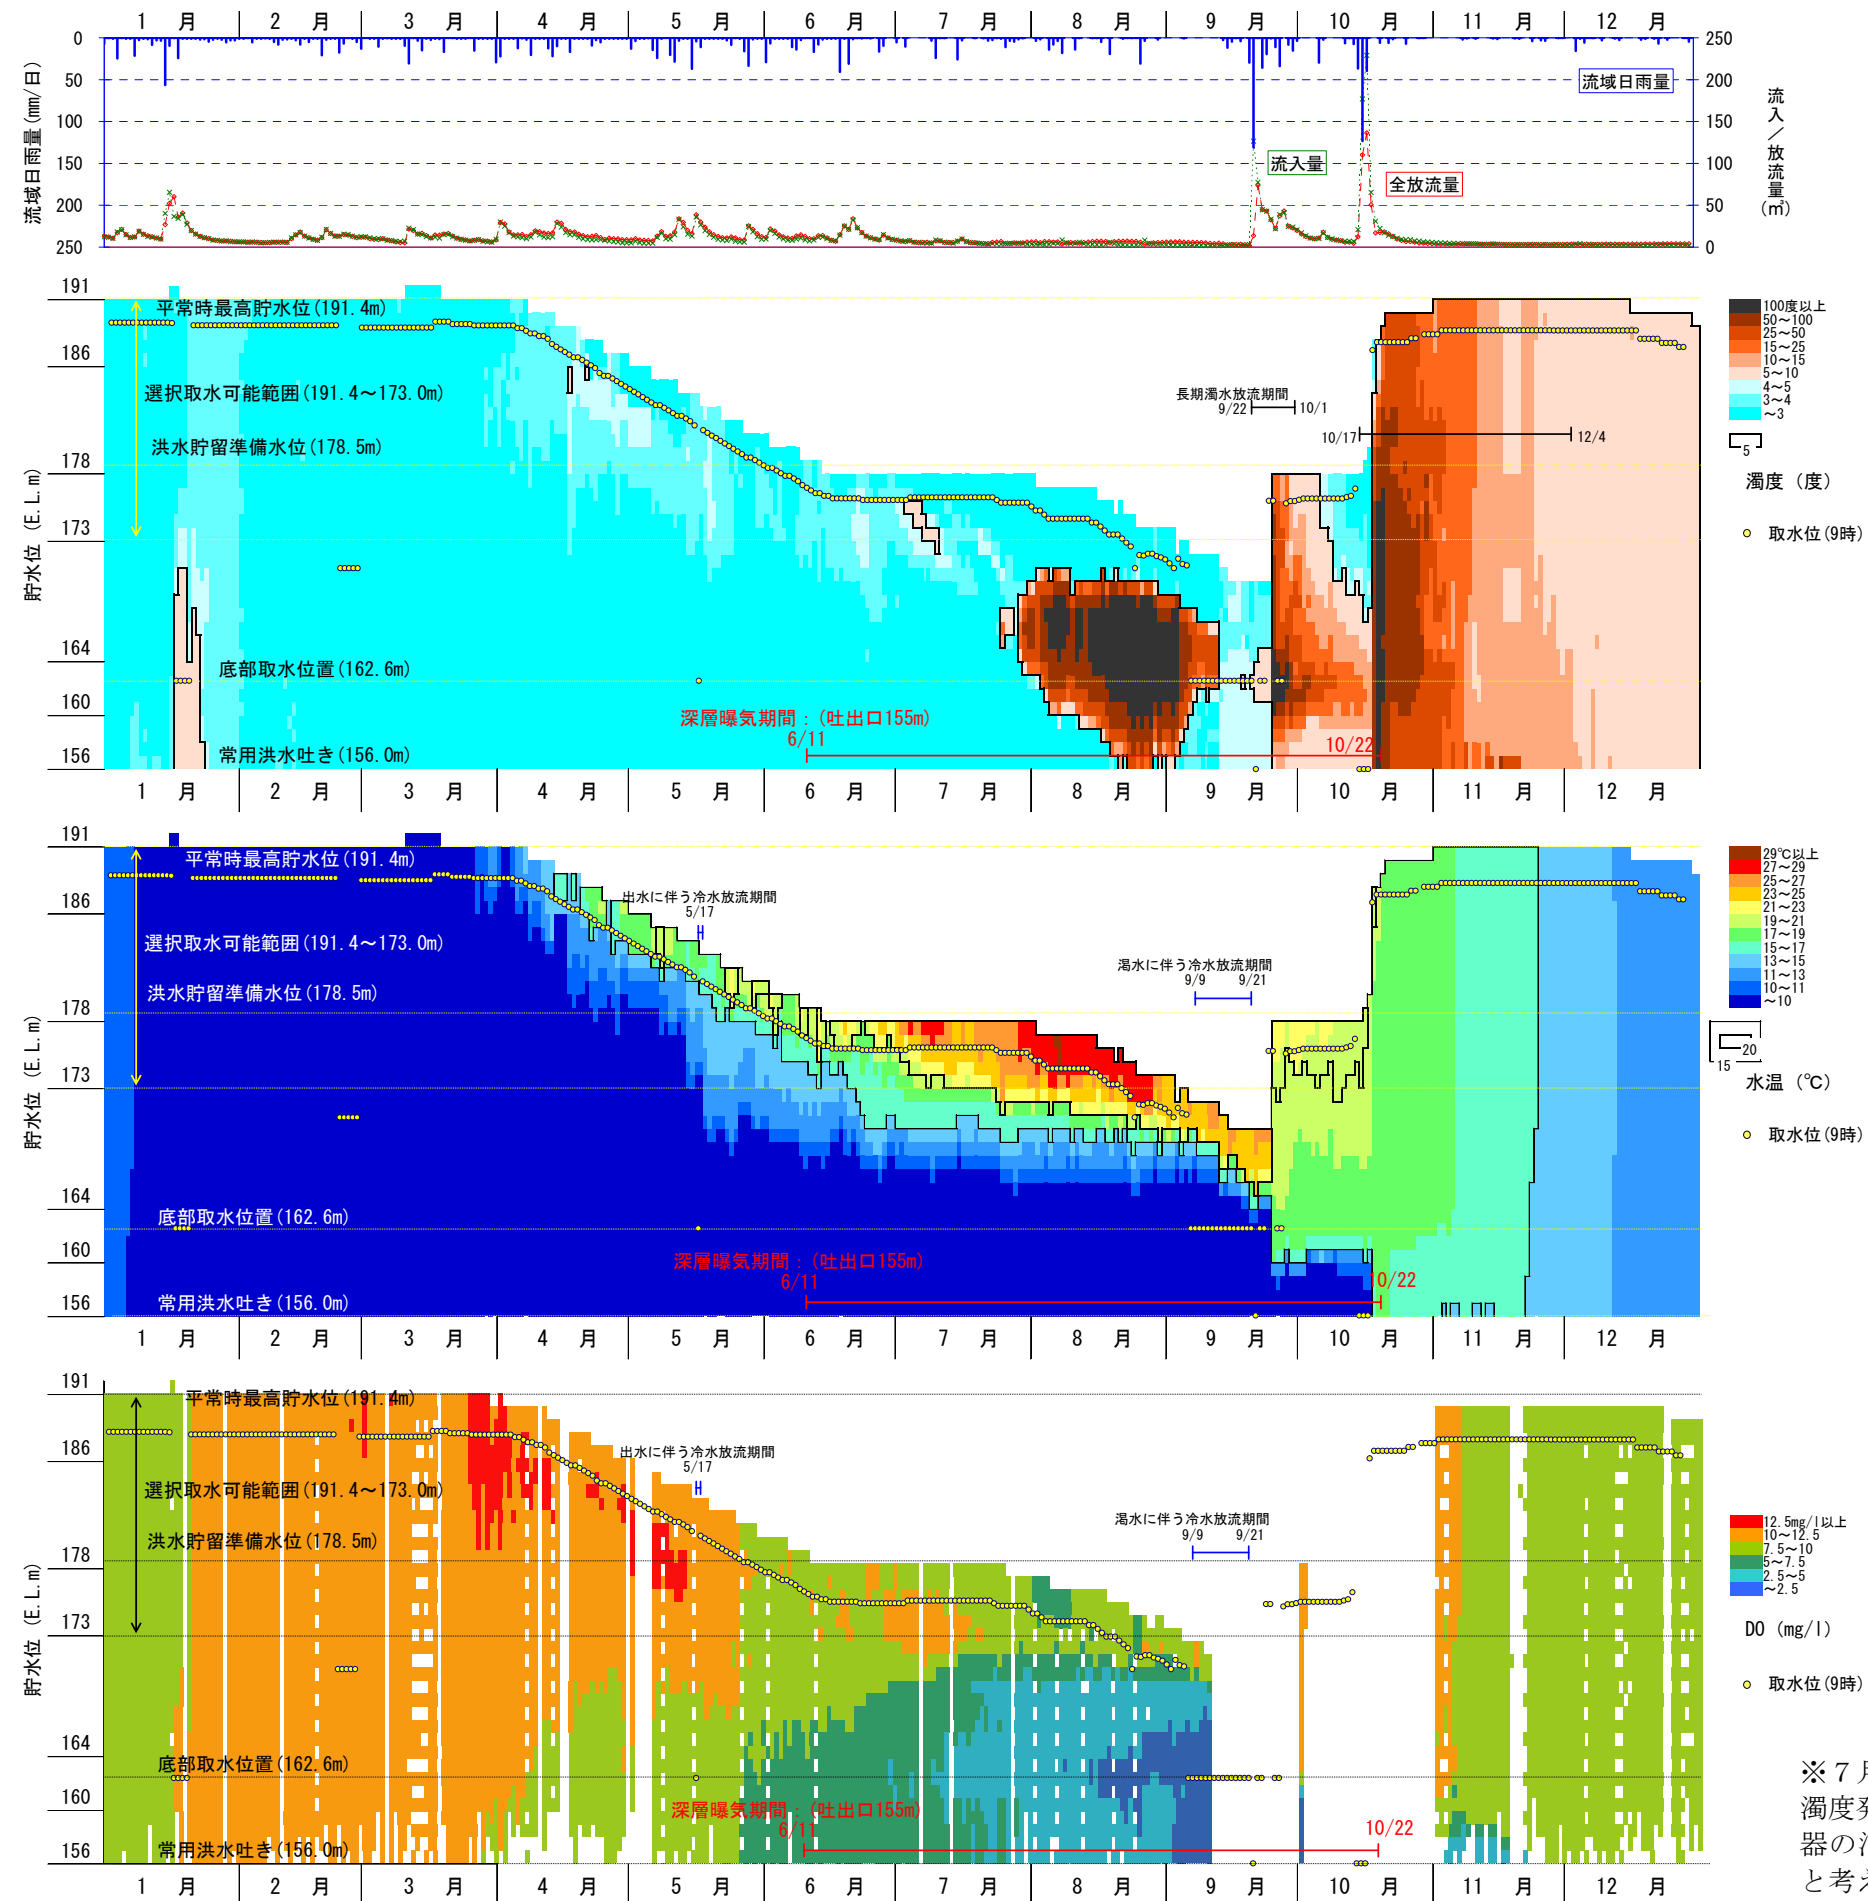 1 月 2 月 3 月 4 月 5 月 6 月 7 月 8 月 9 月 10 月 11 月 12 月
流域日雨量(mm/日)
0
50
100
150
200
250
250
200
150
100
50
0
流入/放流量(㎥)
流域日雨量
流入量
全放流量
貯水位 (E.L.m)
191
186
178
173
164
160
156
平常時最高貯水位(191.4m)
選択取水可能範囲(191.4～173.0m)
洪水貯留準備水位(178.5m)
底部取水位置(162.6m)
常用洪水吐き(156.0m)
深層曝気期間:(吐出口155m)
6/11
10/22
長期濁水放流期間
9/22
10/1
10/17
12/4
100度以上
50～100
25～50
15～25
10～15
5～10
4～5
3～4
～3
5
濁度 (度)
取水位(9時)
1 月 2 月 3 月 4 月 5 月 6 月 7 月 8 月 9 月 10 月 11 月 12 月
貯水位 (E.L.m)
191
186
178
173
164
160
156
平常時最高貯水位(191.4m)
選択取水可能範囲(191.4～173.0m)
洪水貯留準備水位(178.5m)
底部取水位置(162.6m)
常用洪水吐き(156.0m)
出水に伴う冷水放流期間
5/17
渇水に伴う冷水放流期間
9/9 9/21
深層曝気期間:(吐出口155m)
6/11
10/22
29℃以上
27～29
25～27
23～25
21～23
19～21
17～19
15～17
13～15
11～13
10～11
～10
20
15
水温 (℃)
取水位(9時)
1 月 2 月 3 月 4 月 5 月 6 月 7 月 8 月 9 月 10 月 11 月 12 月
貯水位 (E.L.m)
191
186
178
173
164
160
156
平常時最高貯水位(191.4m)
選択取水可能範囲(191.4～173.0m)
洪水貯留準備水位(178.5m)
底部取水位置(162.6m)
常用洪水吐き(156.0m)
出水に伴う冷水放流期間
5/17
渇水に伴う冷水放流期間
9/9 9/21
深層曝気期間:(吐出口155m)
6/11
10/22
12.5mg/l以上
10～12.5
7.5～10
5～7.5
2.5～5
～2.5
DO (mg/l)
取水位(9時)
※７月
濁度
器の
と考
1 月 2 月 3 月 4 月 5 月 6 月 7 月 8 月 9 月 10 月 11 月 12 月